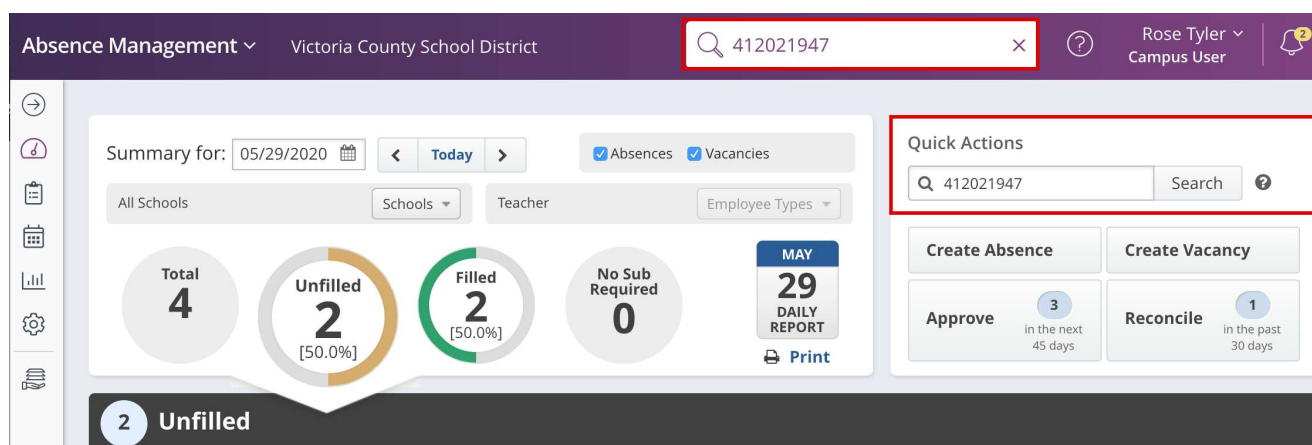 Absence Management
Victoria County School District
412021947
Rose Tyler
Campus User
2
Summary for:
05/29/2020
Today
Absences
Vacancies
All Schools
Schools
Teacher
Employee Types
Total
4
Unfilled
2
[50.0%]
Filled
2
[50.0%]
No Sub
Required
0
MAY
29
DAILY
REPORT
Print
Quick Actions
412021947
Search
Create Absence
Create Vacancy
Approve
3
in the next
45 days
Reconcile
1
in the past
30 days
2 Unfilled